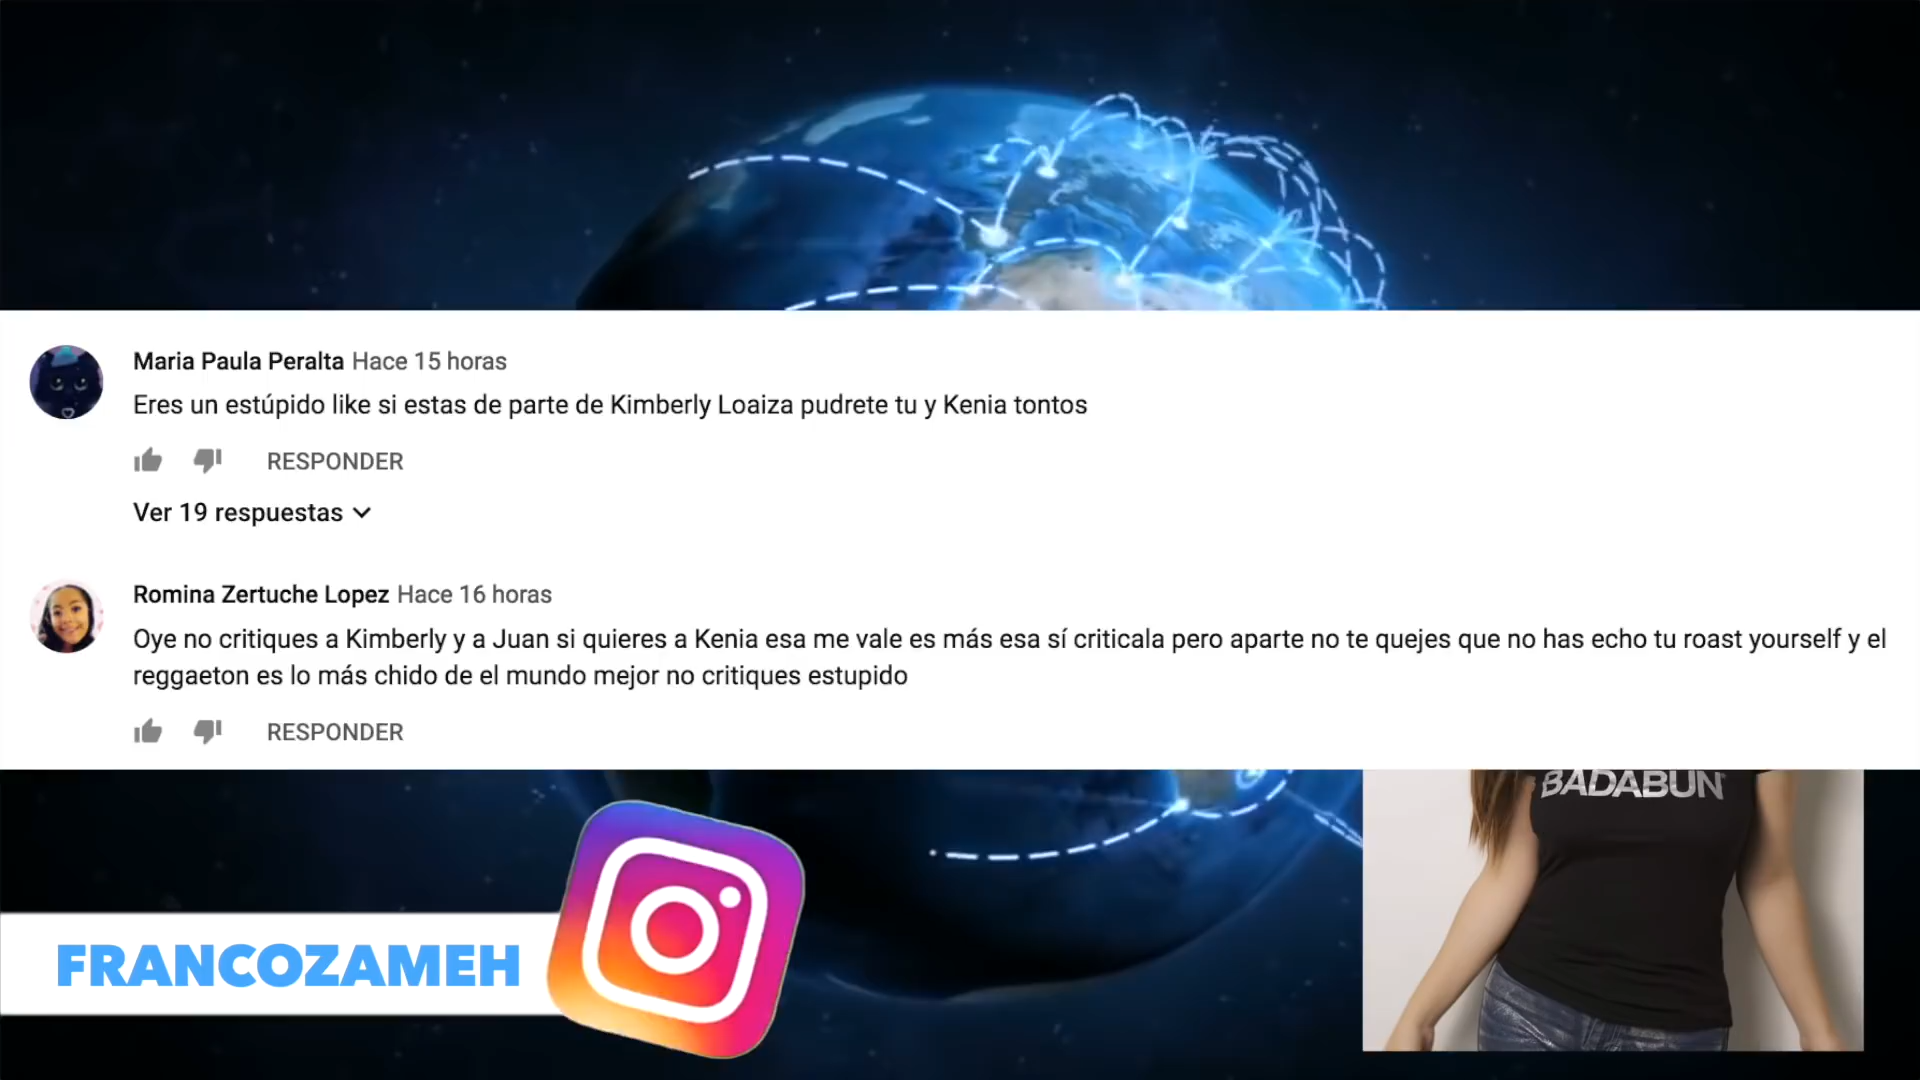 Maria Paula Peralta Hace 15 horas
Eres un estúpido like si estas de parte de Kimberly Loaiza pudrete tu y Kenia tontos
RESPONDER
Ver 19 respuestas
Romina Zertuche Lopez Hace 16 horas
Oye no critiques a Kimberly y a Juan si quieres a Kenia esa me vale es más esa sí criticala pero aparte no te quejes que no has echo tu roast yourself y el
reggaeton es lo más chido de el mundo mejor no critiques estupido
RESPONDER
BADABUN
FRANCOZAMEH